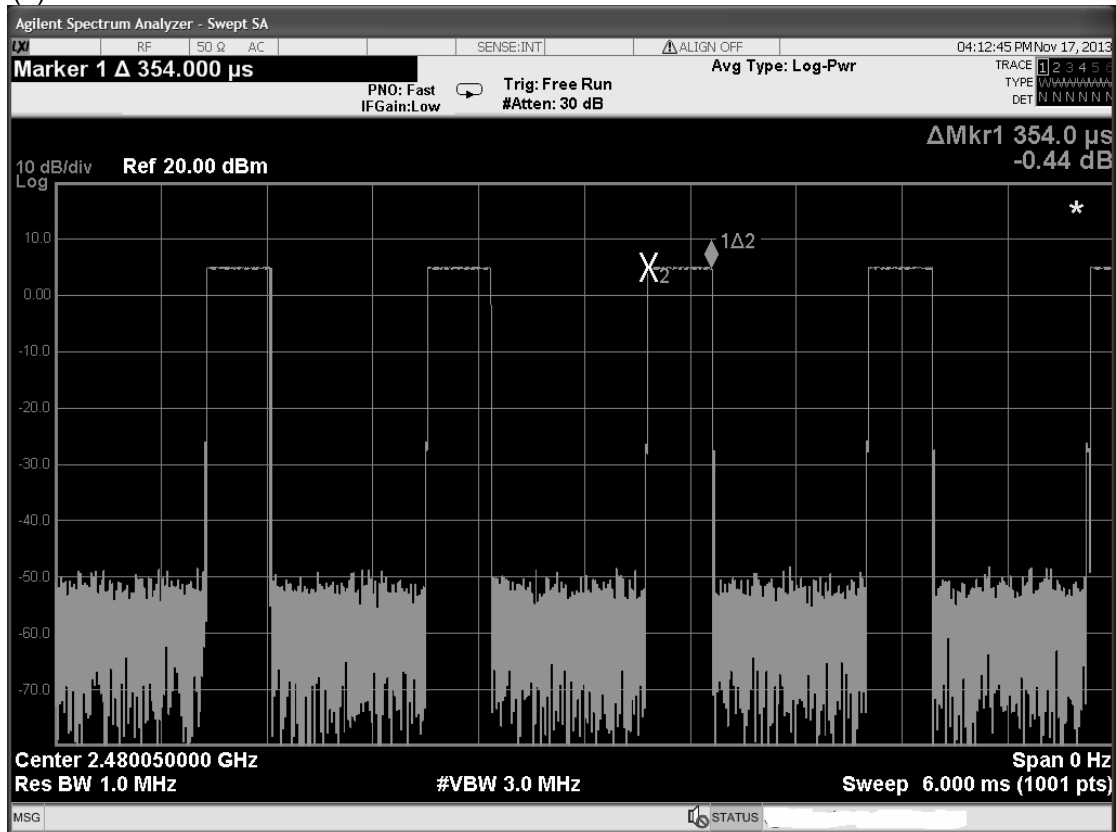 Agilent Spectrum Analyzer - Swept SA
LXI RF 50 Ω AC SENSE:INT ⚠ALIGN OFF 04:12:45 PM Nov 17, 2013
Marker 1 Δ 354.000 µs Avg Type: Log-Pwr TRACE 1 2 3 4 5 6
PNO: Fast Trig: Free Run TYPE
IFGain:Low #Atten: 30 dB DET N N N N N N
ΔMkr1 354.0 µs
-0.44 dB
10 dB/div Ref 20.00 dBm
Log
*
10.0
1Δ2
X2
0.00
-10.0
-20.0
-30.0
-40.0
-50.0
-60.0
-70.0
Center 2.480050000 GHz Span 0 Hz
Res BW 1.0 MHz #VBW 3.0 MHz Sweep 6.000 ms (1001 pts)
MSG STATUS